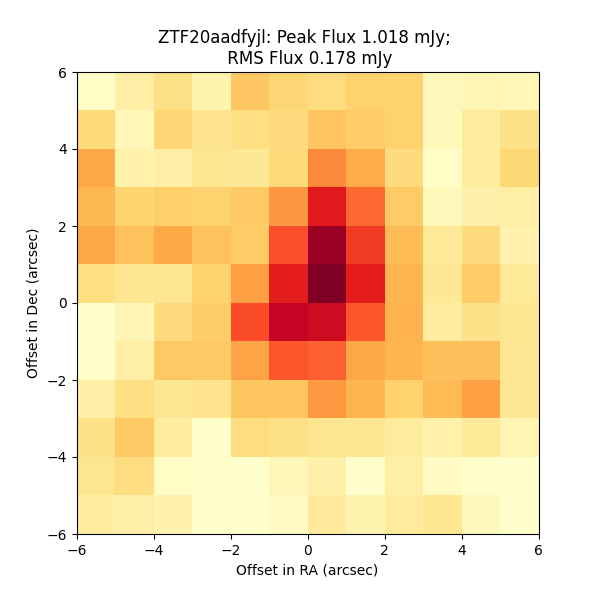 ZTF20aadfyjl: Peak Flux 1.018 mJy;
RMS Flux 0.178 mJy
6
4
2
0
−2
−4
−6
Offset in Dec (arcsec)
−6 −4 −2 0 2 4 6
Offset in RA (arcsec)